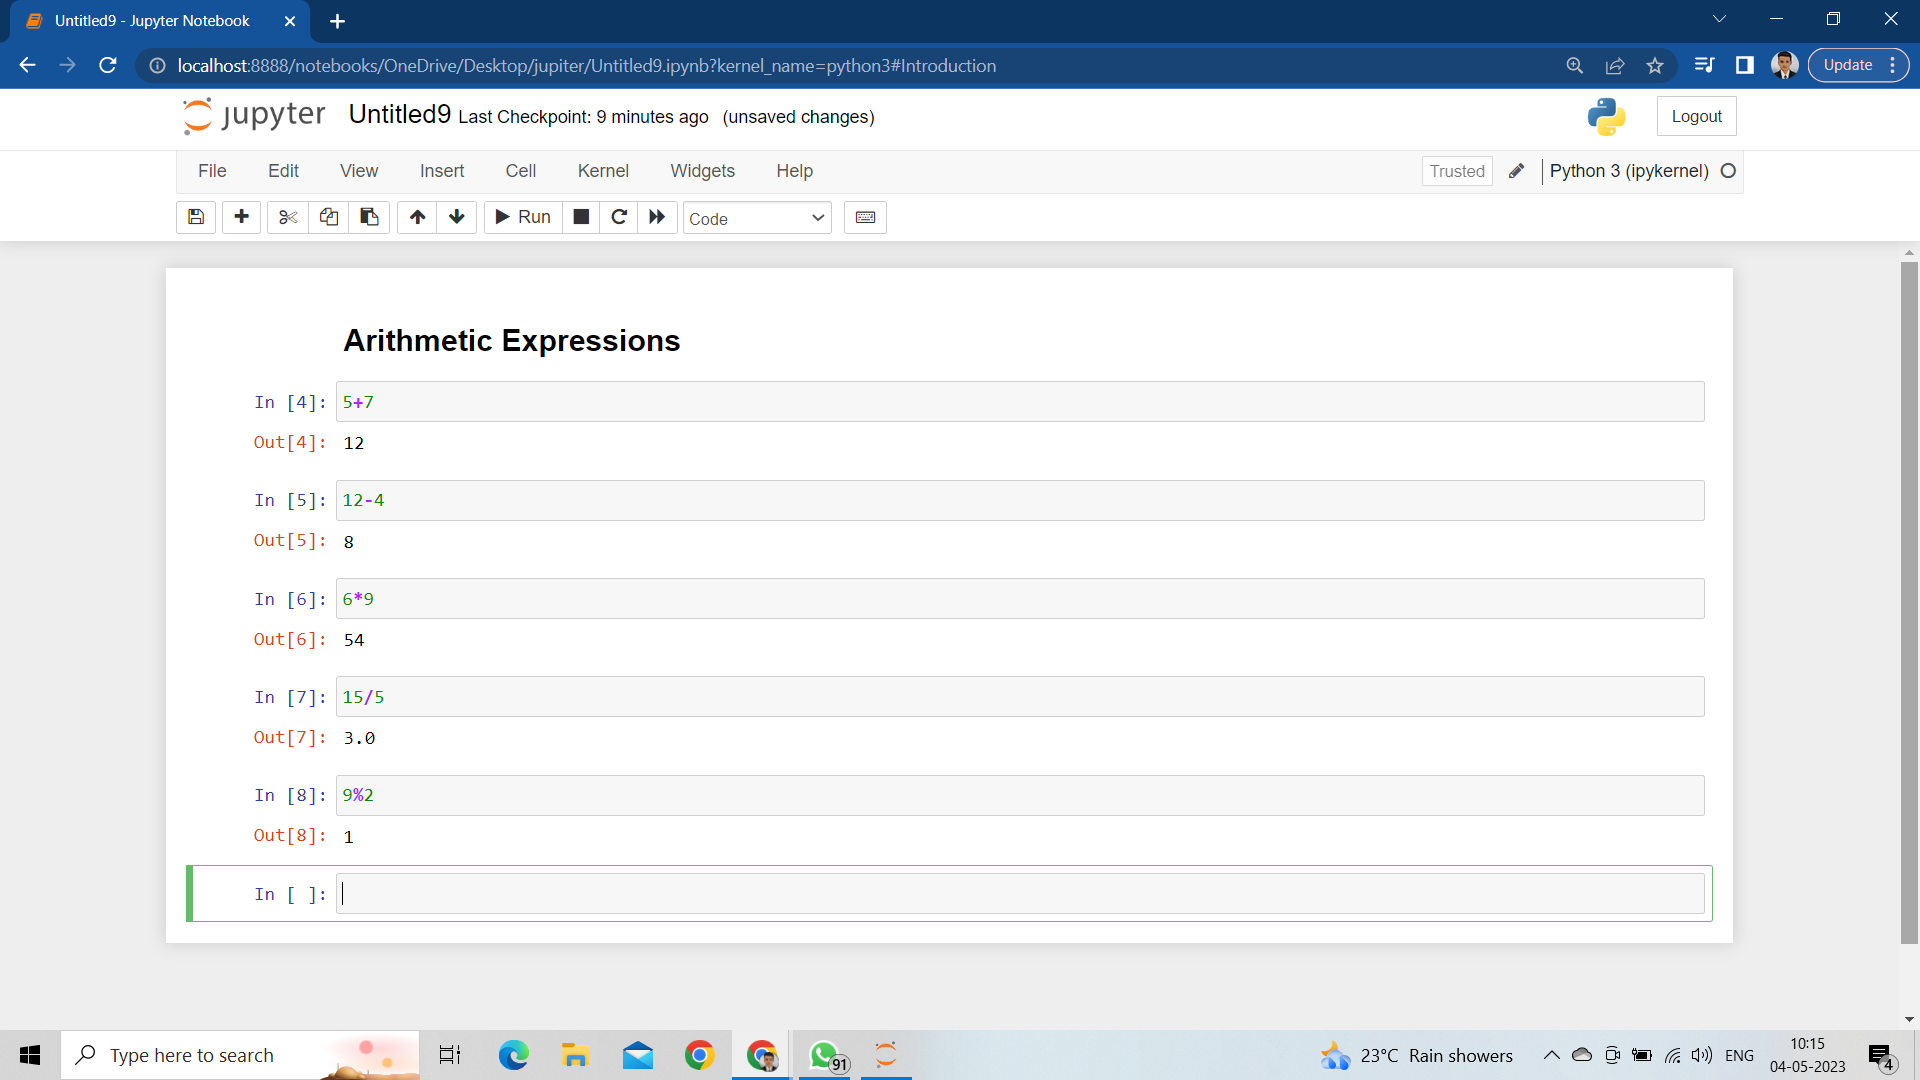 Untitled9 - Jupyter Notebook
localhost:8888/notebooks/OneDrive/Desktop/jupiter/Untitled9.ipynb?kernel_name=python3#Introduction
Update
jupyter Untitled9 Last Checkpoint: 9 minutes ago (unsaved changes)
Logout
File Edit View Insert Cell Kernel Widgets Help
Trusted Python 3 (ipykernel)
Run Code
Arithmetic Expressions
In [4]: 5+7
Out[4]: 12
In [5]: 12-4
Out[5]: 8
In [6]: 6*9
Out[6]: 54
In [7]: 15/5
Out[7]: 3.0
In [8]: 9%2
Out[8]: 1
In [ ]:
Type here to search
91
23°C Rain showers
ENG
10:15
04-05-2023
4